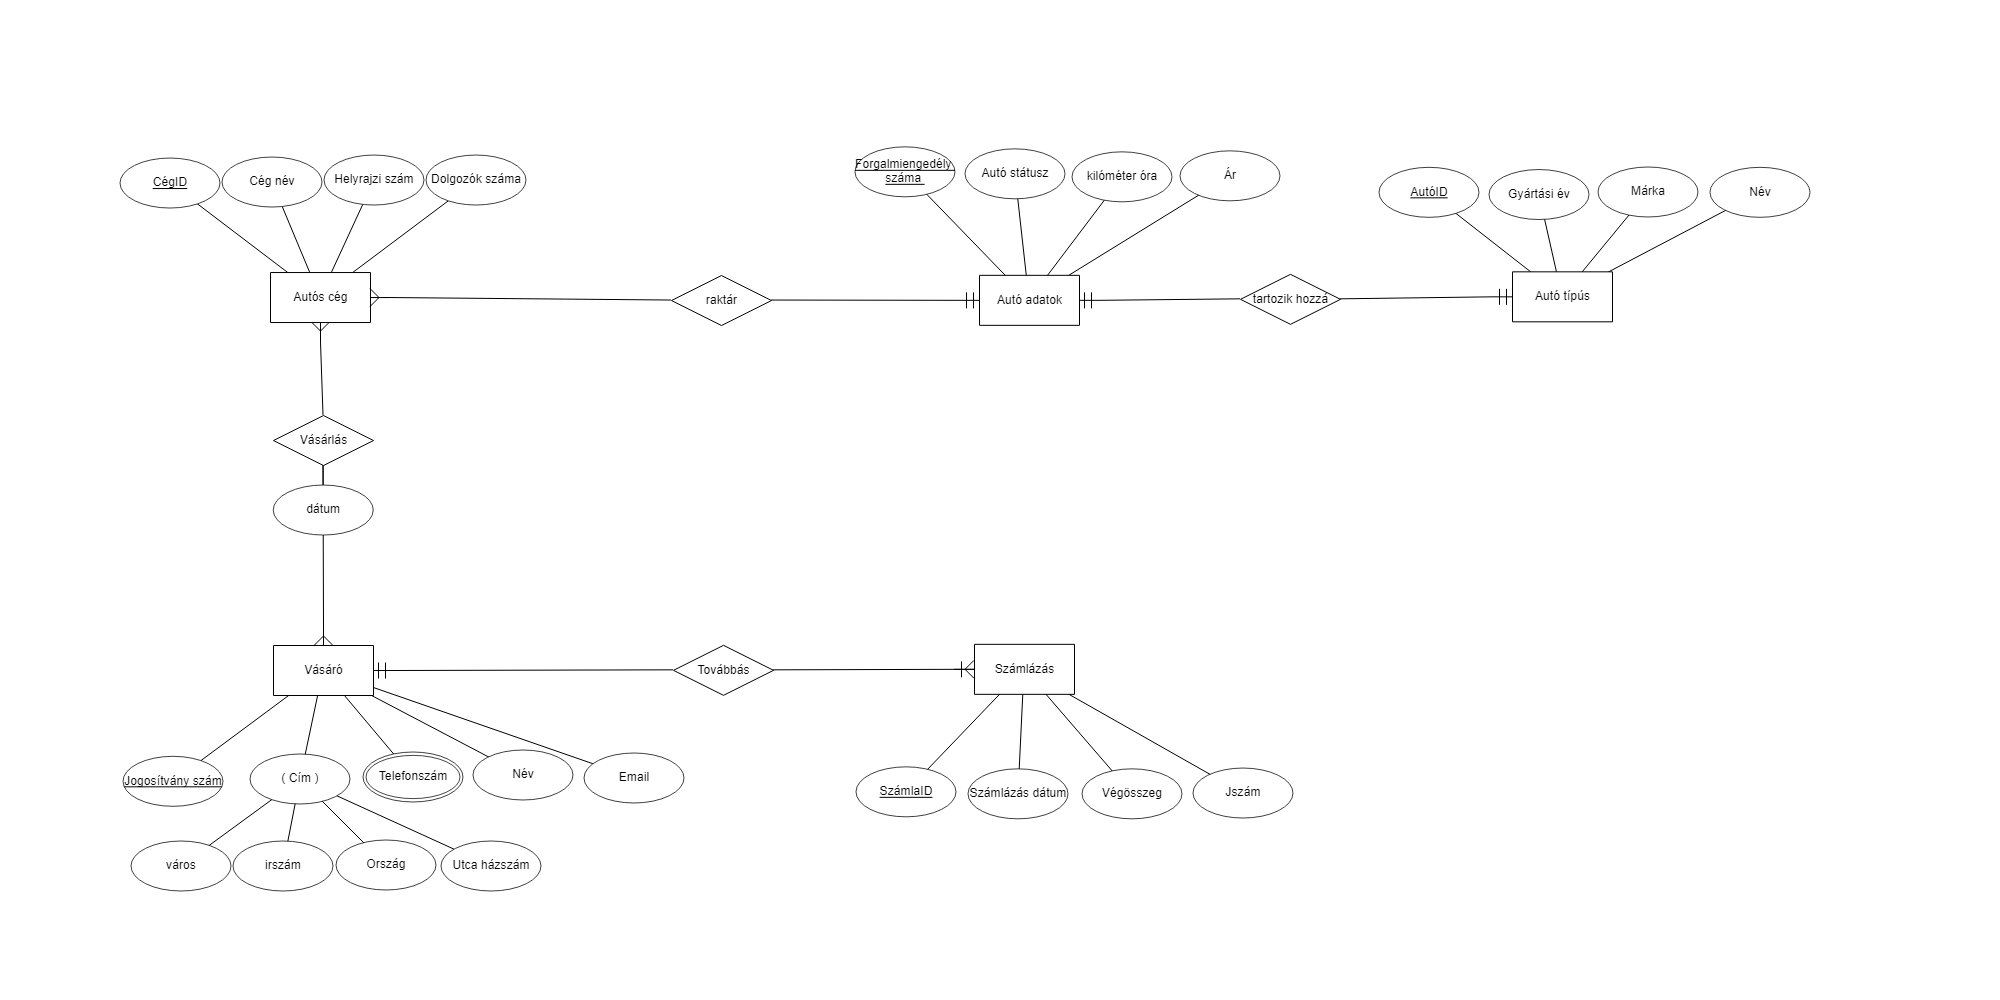 CégID
Cég név
Helyrajzi szám
Dolgozók száma
Forgalmiengedély
száma
Autó státusz
kilóméter óra
Ár
AutóID
Gyártási év
Márka
Név
Autós cég
raktár
Autó adatok
tartozik hozzá
Autó típús
Vásárlás
dátum
Vásáró
Továbbás
Számlázás
Jogosítvány szám
( Cím )
Telefonszám
Név
Email
SzámlaID
Számlázás dátum
Végösszeg
Jszám
város
irszám
Ország
Utca házszám